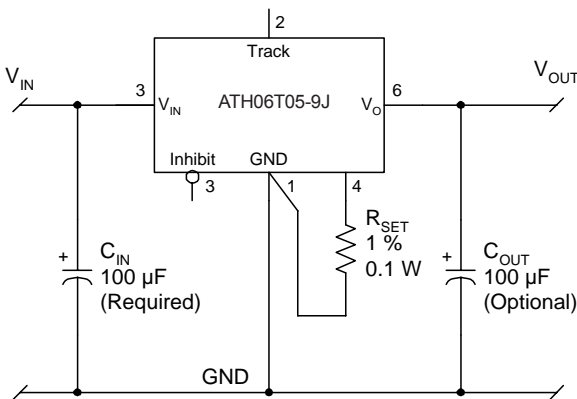 2
Track
V_IN
3
V_IN
ATH06T05-9J
V_O
6
V_OUT
Inhibit
GND
3
1
4
R_SET
1 %
0.1 W
+
C_IN
100 µF
(Required)
+
C_OUT
100 µF
(Optional)
GND